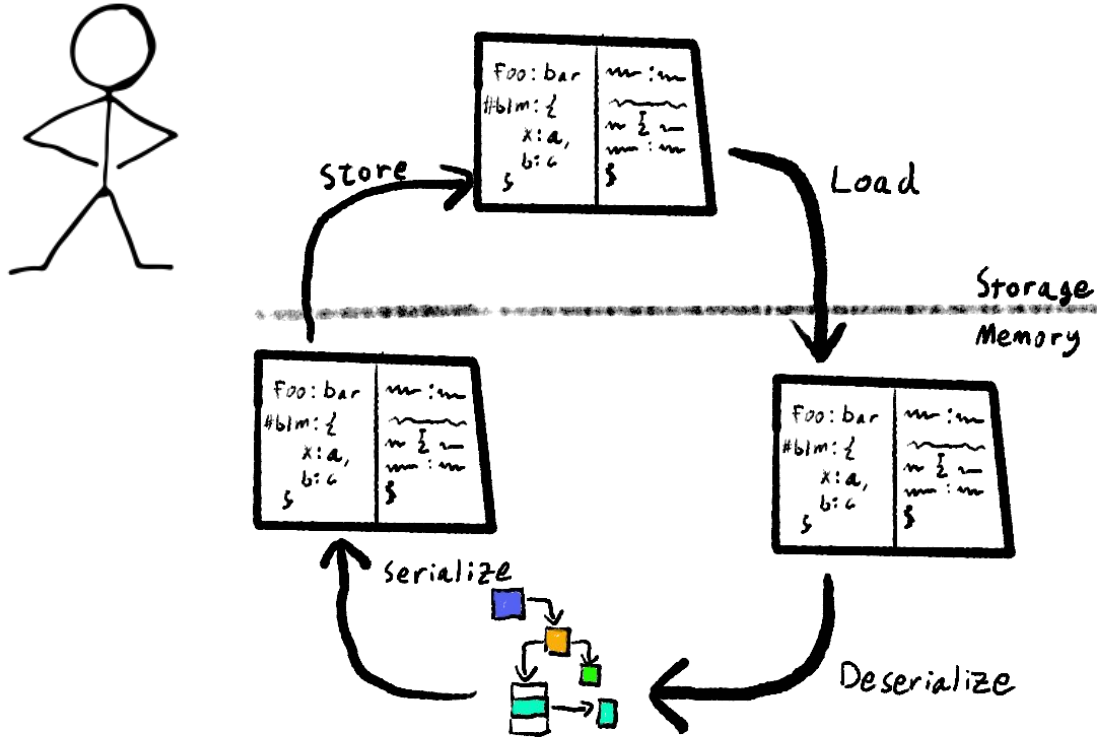 Foo: bar
#blm: {
x: a,
b: c
}
Store
Load
Storage
Memory
Foo: bar
#blm: {
x: a,
b: c
}
Foo: bar
#blm: {
x: a,
b: c
}
Serialize
Deserialize